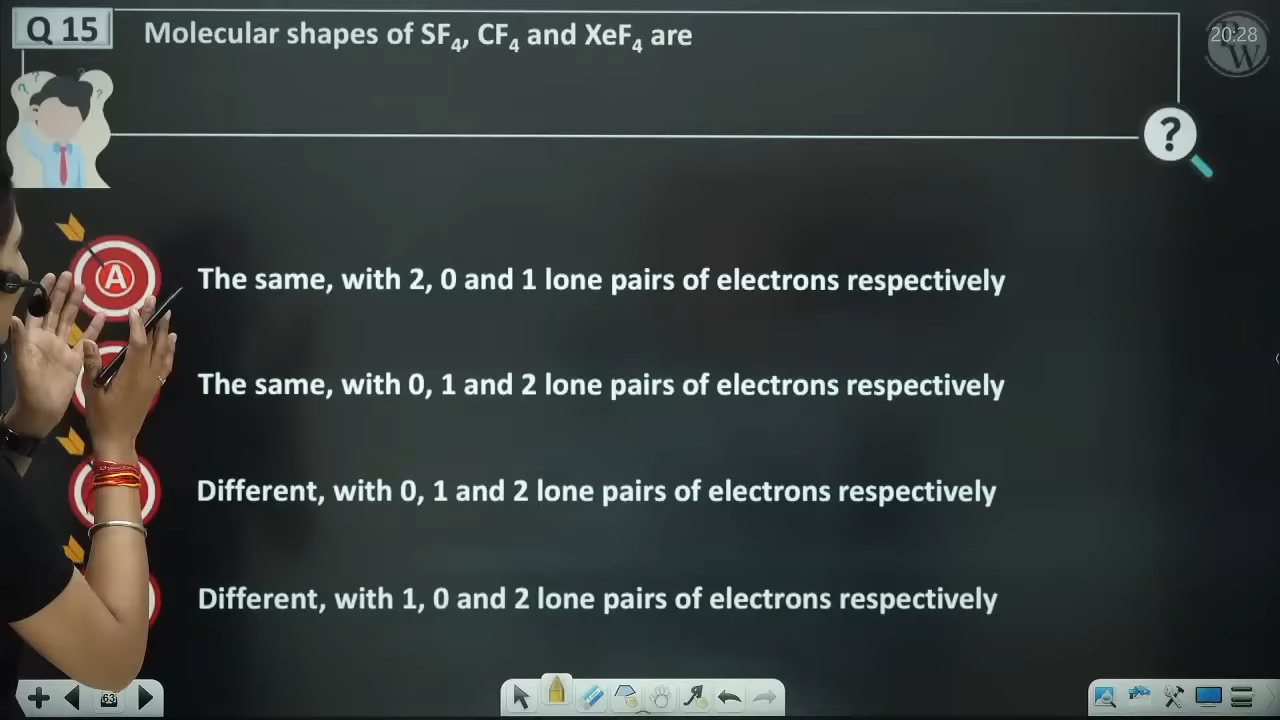 Q 15
Molecular shapes of SF₄, CF₄ and XeF₄ are
20:28
W
?
A
The same, with 2, 0 and 1 lone pairs of electrons respectively
The same, with 0, 1 and 2 lone pairs of electrons respectively
Different, with 0, 1 and 2 lone pairs of electrons respectively
Different, with 1, 0 and 2 lone pairs of electrons respectively
63